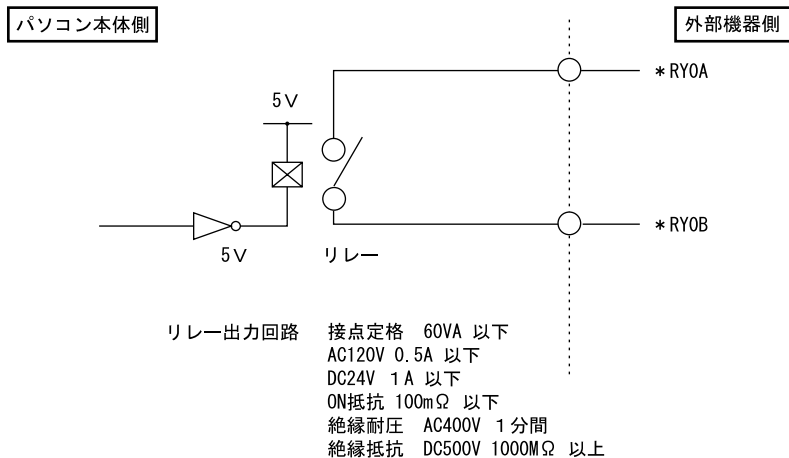 パソコン本体側
外部機器側
*RY0A
5V
*RY0B
5V
リレー
リレー出力回路 接点定格 60VA 以下
AC120V 0.5A 以下
DC24V 1A 以下
ON抵抗 100mΩ 以下
絶縁耐圧 AC400V 1分間
絶縁抵抗 DC500V 1000MΩ 以上